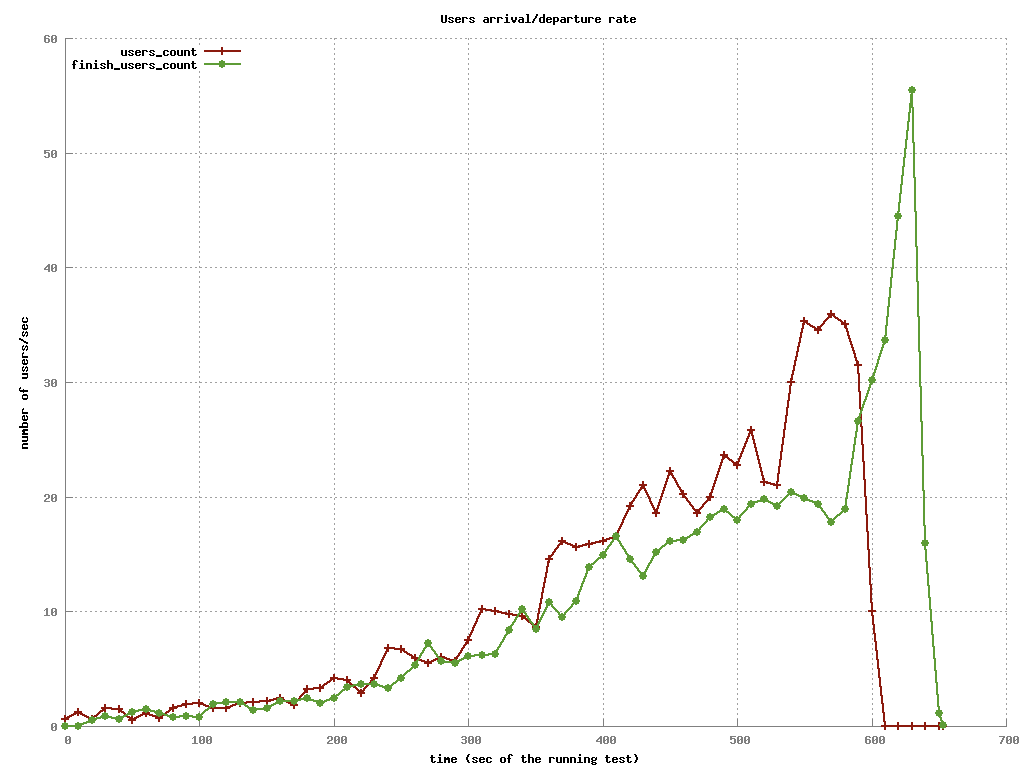 Users arrival/departure rate
users_count
finish_users_count
60
50
40
30
20
10
0
number of users/sec
0 100 200 300 400 500 600 700
time (sec of the running test)